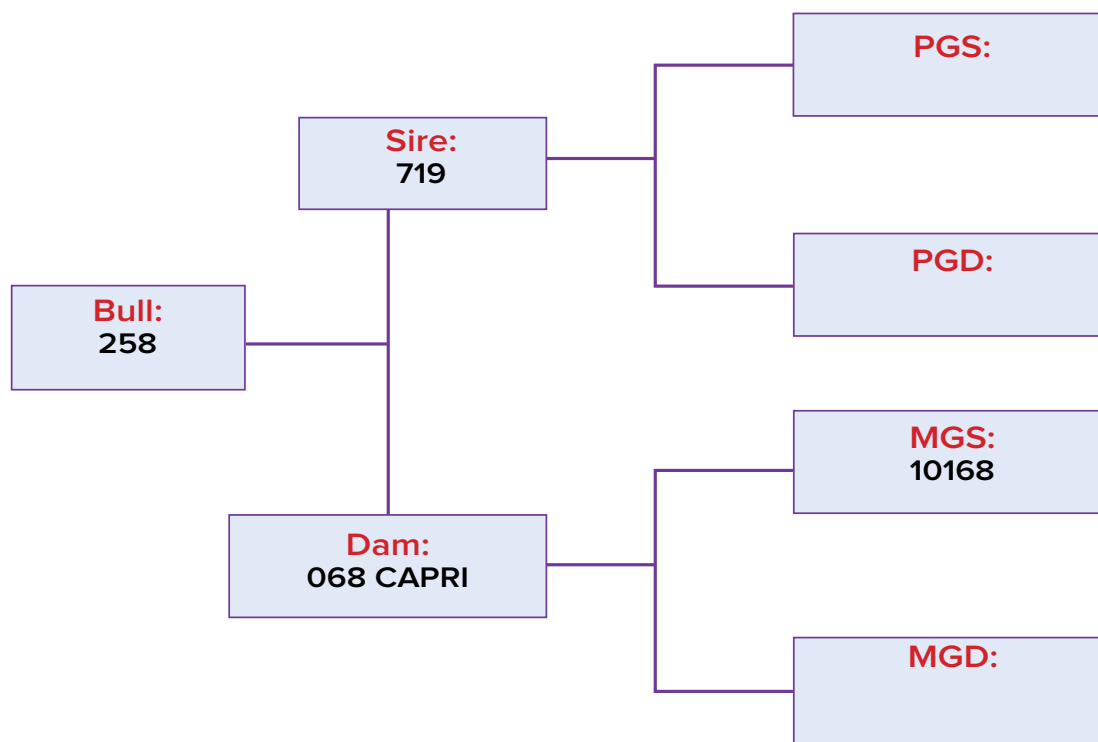 PGS:
Sire:
719
PGD:
Bull:
258
MGS:
10168
Dam:
068 CAPRI
MGD: